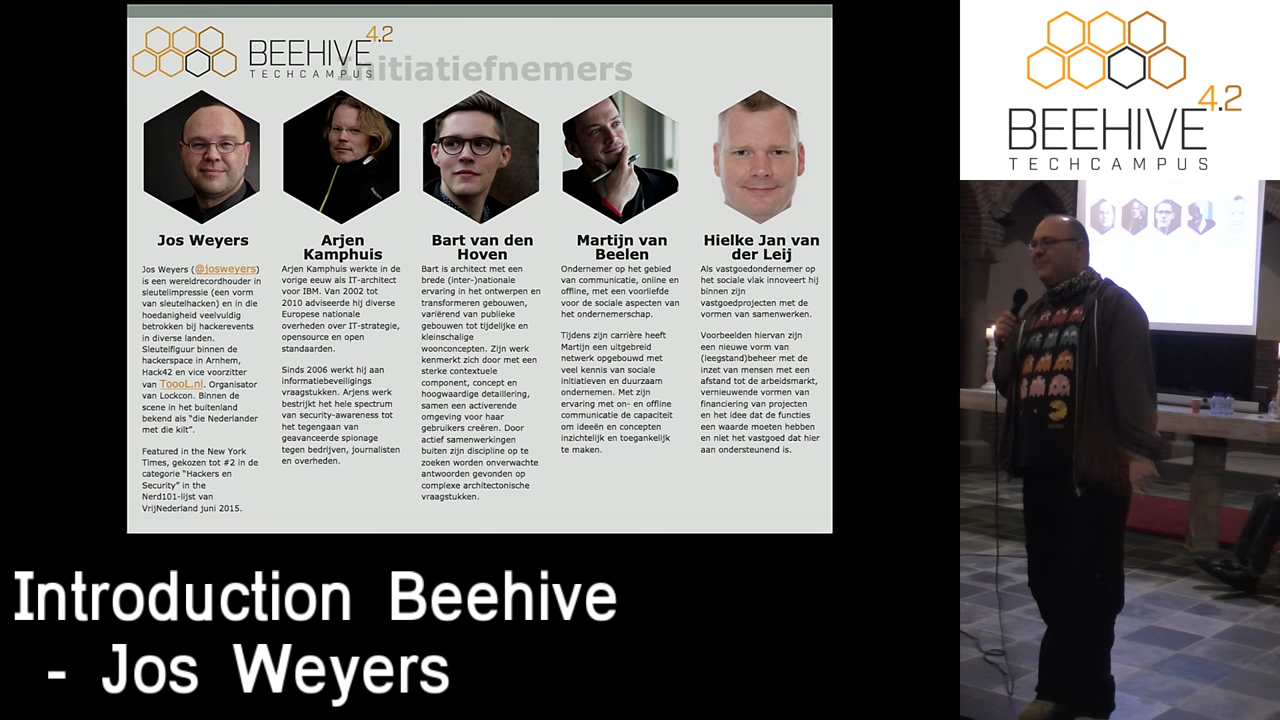 BEEHIVE 4.2
TECHCAMPUS
Initiatiefnemers
Jos Weyers
Jos Weyers (@josweyers)
is een wereldrecordhouder in
sleutelimpressie (een vorm
van sleutelhacken) en in die
hoedanigheid veelvuldig
betrokken bij hackerevents
in diverse landen.
Sleutelfiguur binnen de
hackerspace in Arnhem,
Hack42 en vice voorzitter
van ToooL.nl. Organisator
van Lockcon. Binnen de
scene in het buitenland
bekend als “die Nederlander
met die kilt”.
Featured in the New York
Times, gekozen tot #2 in de
categorie “Hackers en
Security” in the
Nerd101-lijst van
VrijNederland juni 2015.
Arjen
Kamphuis
Arjen Kamphuis werkte in de
vorige eeuw als IT-architect
voor IBM. Van 2002 tot
2010 adviseerde hij diverse
Europese nationale
overheden over IT-strategie,
opensource en open
standaarden.
Sinds 2006 werkt hij aan
informatiebeveiligings
vraagstukken. Arjens werk
bestrijkt het hele spectrum
van security-awareness tot
het tegengaan van
geavanceerde spionage
tegen bedrijven, journalisten
en overheden.
Bart van den
Hoven
Bart is architect met een
brede (inter-)nationale
ervaring in het ontwerpen en
transformeren gebouwen,
variërend van publieke
gebouwen tot tijdelijke en
kleinschalige
woonconcepten. Zijn werk
kenmerkt zich door met een
sterke contextuele
component, concept en
hoogwaardige detaillering,
samen een activerende
omgeving voor haar
gebruikers creëren. Door
actief samenwerkingen
buiten zijn discipline op te
zoeken worden onverwachte
antwoorden gevonden op
complexe architectonische
vraagstukken.
Martijn van
Beelen
Ondernemer op het gebied
van communicatie, online en
offline, met een voorliefde
voor de sociale aspecten van
het ondernemerschap.
Tijdens zijn carrière heeft
Martijn een uitgebreid
netwerk opgebouwd met
veel kennis van sociale
initiatieven en duurzaam
ondernemen. Met zijn
ervaring met on- en offline
communicatie de capaciteit
om ideeën en concepten
inzichtelijk en toegankelijk
te maken.
Hielke Jan van
der Leij
Als vastgoedondernemer op
het sociale vlak innoveert hij
binnen zijn
vastgoedprojecten met de
vormen van samenwerken.
Voorbeelden hiervan zijn
een nieuwe vorm van
(leegstand)beheer met de
inzet van mensen met een
afstand tot de arbeidsmarkt,
vernieuwende vormen van
financiering van projecten
en het idee dat de functies
een waarde moeten hebben
en niet het vastgoed dat hier
aan ondersteunend is.
BEEHIVE 4.2
TECHCAMPUS
Introduction Beehive
- Jos Weyers